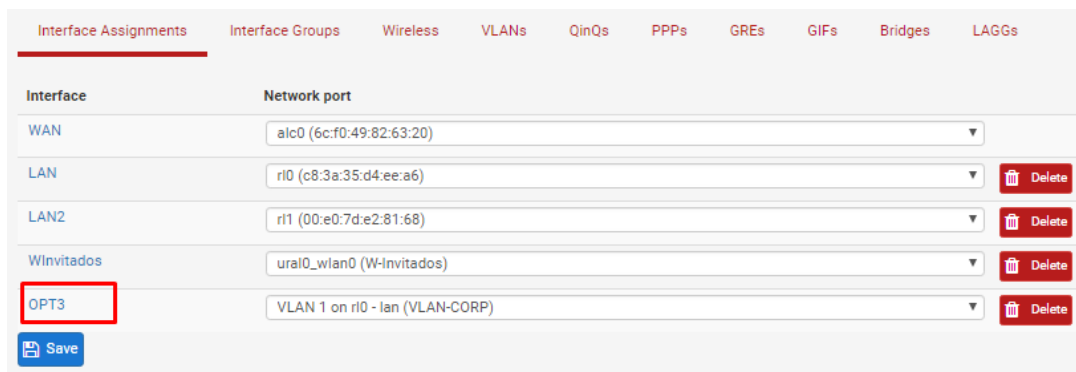 Interface Assignments Interface Groups Wireless VLANs QinQs PPPs GREs GIFs Bridges LAGGs
Interface Network port
WAN alc0 (6c:f0:49:82:63:20)
LAN rl0 (c8:3a:35:d4:ee:a6) Delete
LAN2 rl1 (00:e0:7d:e2:81:68) Delete
WInvitados ural0_wlan0 (W-Invitados) Delete
OPT3 VLAN 1 on rl0 - lan (VLAN-CORP) Delete
Save